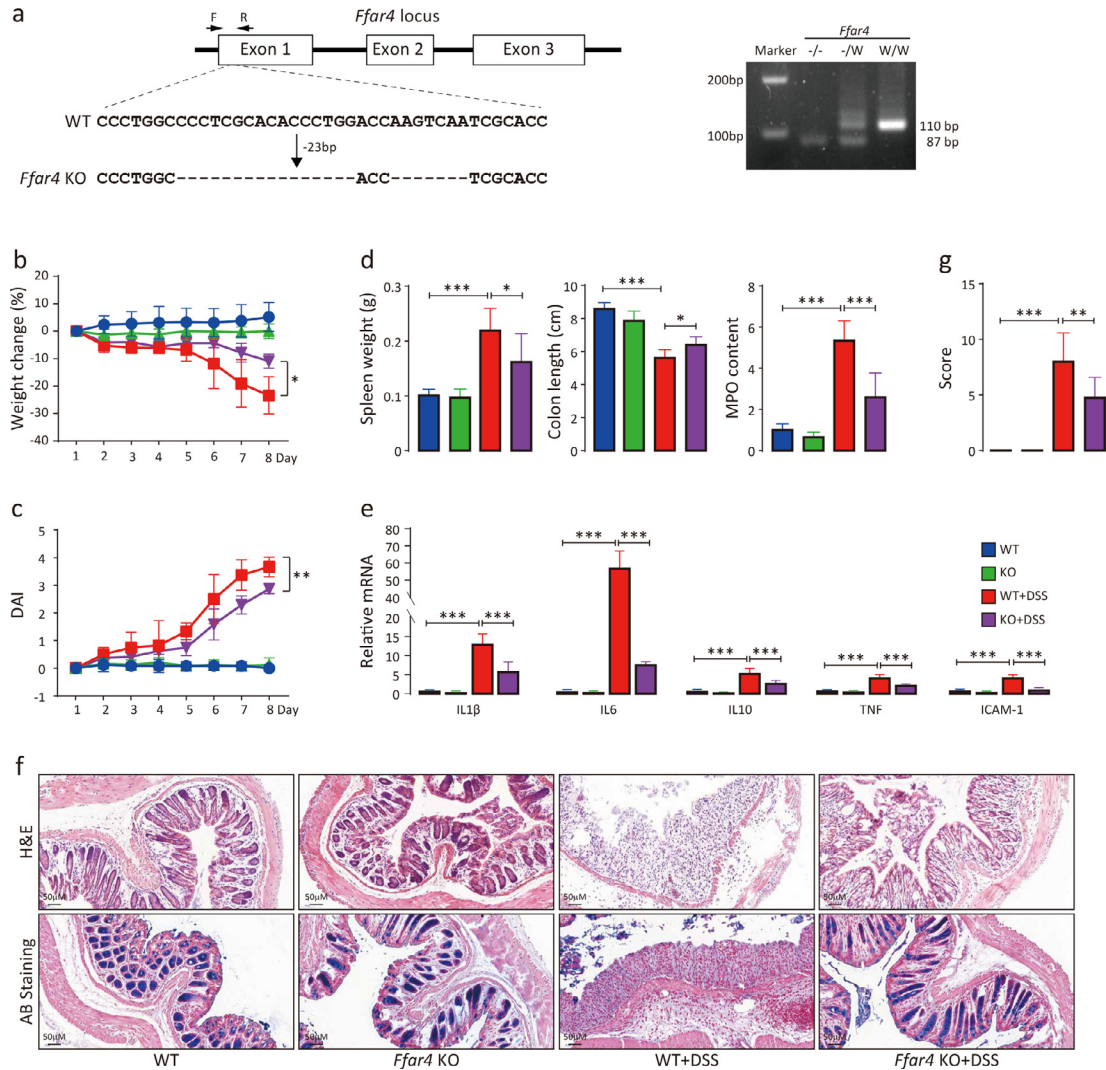 a
Ffar4 locus
F R
Exon 1 Exon 2 Exon 3
WT CCCTGGCCCCTCGCACACCCTGGACCAAGTCAATCGCACC
-23bp
Ffar4 KO CCCTGGC----------------ACC-------TCGCACC
Ffar4
Marker -/- -/W W/W
200bp
100bp
110 bp
87 bp
b
Weight change (%)
20
10
0
-10
-20
-30
-40
*
1 2 3 4 5 6 7 8 Day
c
DAI
5
4
3
2
1
0
-1
**
1 2 3 4 5 6 7 8 Day
d
Spleen weight (g)
0.3
0.2
0.1
0
*** *
Colon length (cm)
10
8
6
4
2
0
***
*
MPO content
6
4
2
0
*** ***
g
Score
15
10
5
0
*** **
e
Relative mRNA
80
70
60
50
20
15
10
5
0
*** ***
*** ***
*** ***
*** ***
*** ***
IL1β IL6 IL10 TNF ICAM-1
WT
KO
WT+DSS
KO+DSS
f
H&E
50μM 50μM 50μM 50μM
AB Staining
50μM 50μM 50μM 50μM
WT Ffar4 KO WT+DSS Ffar4 KO+DSS